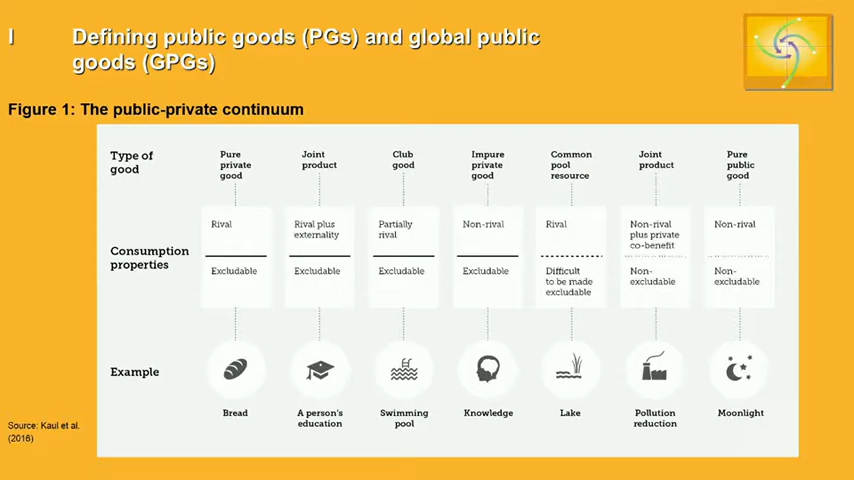 I Defining public goods (PGs) and global public
goods (GPGs)
Figure 1: The public-private continuum
Type of
good
Pure
private
good
Joint
product
Club
good
Impure
private
good
Common
pool
resource
Joint
product
Pure
public
good
Consumption
properties
Rival
Rival plus
externality
Partially
rival
Non-rival
Rival
Non-rival
plus private
co-benefit
Non-rival
Excludable
Excludable
Excludable
Excludable
Difficult
to be made
excludable
Non-
excludable
Non-
excludable
Example
Bread
A person's
education
Swimming
pool
Knowledge
Lake
Pollution
reduction
Moonlight
Source: Kaul et al.
(2016)